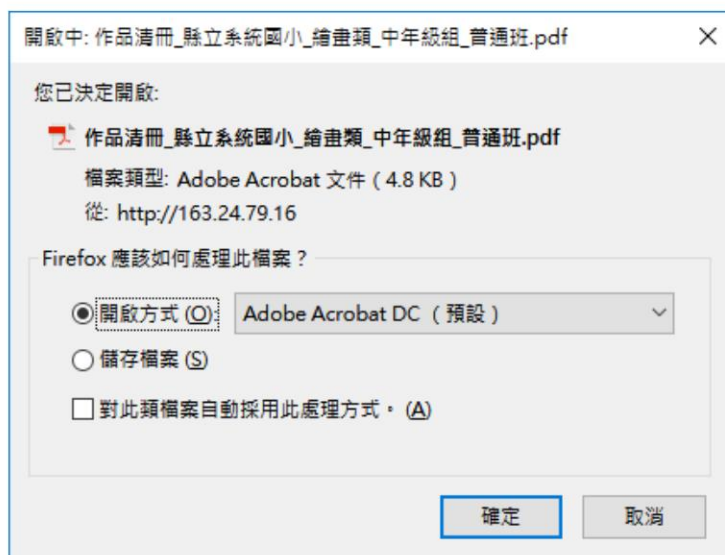 開啟中: 作品清冊_縣立系統國小_繪畫類_中年級組_普通班.pdf
您已決定開啟:
作品清冊_縣立系統國小_繪畫類_中年級組_普通班.pdf
檔案類型: Adobe Acrobat 文件 ( 4.8 KB )
從: http://163.24.79.16
Firefox 應該如何處理此檔案？
開啟方式 (O): Adobe Acrobat DC （預設）
儲存檔案 (S)
對此類檔案自動採用此處理方式。(A)
確定 取消